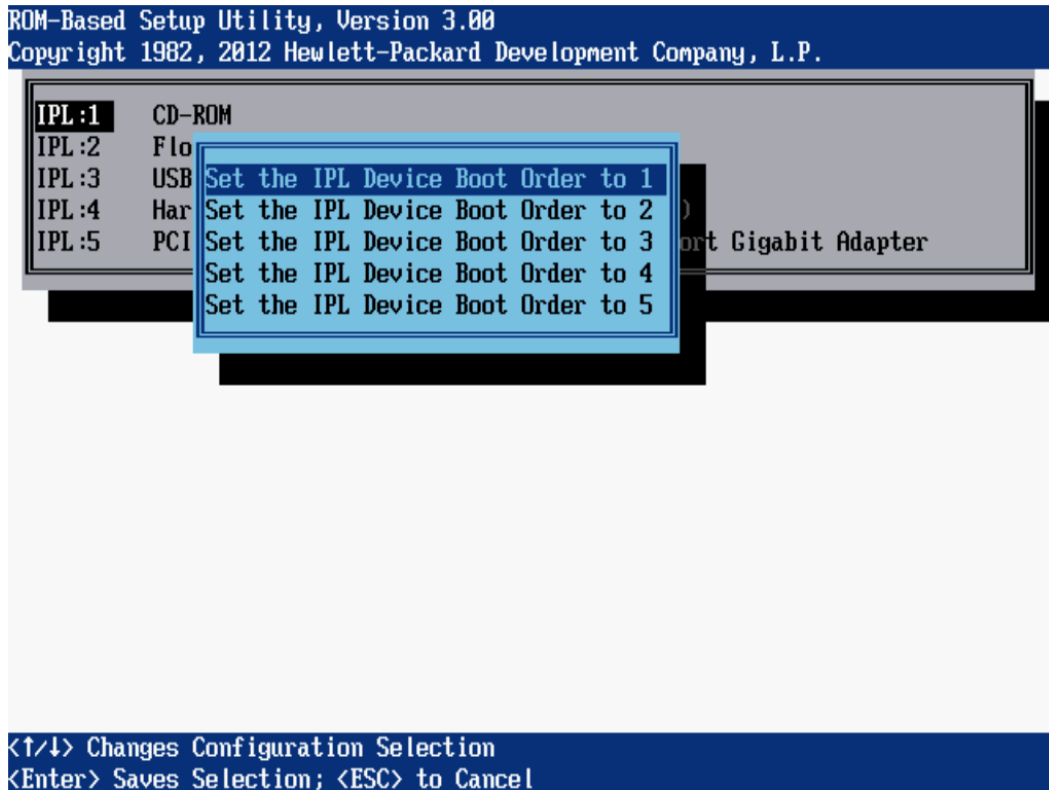 ROM-Based Setup Utility, Version 3.00
Copyright 1982, 2012 Hewlett-Packard Development Company, L.P.
IPL:1 CD-ROM
IPL:2 Flo
IPL:3 USB
IPL:4 Har )
IPL:5 PCI ort Gigabit Adapter
Set the IPL Device Boot Order to 1
Set the IPL Device Boot Order to 2
Set the IPL Device Boot Order to 3
Set the IPL Device Boot Order to 4
Set the IPL Device Boot Order to 5
<↑/↓> Changes Configuration Selection
<Enter> Saves Selection; <ESC> to Cancel